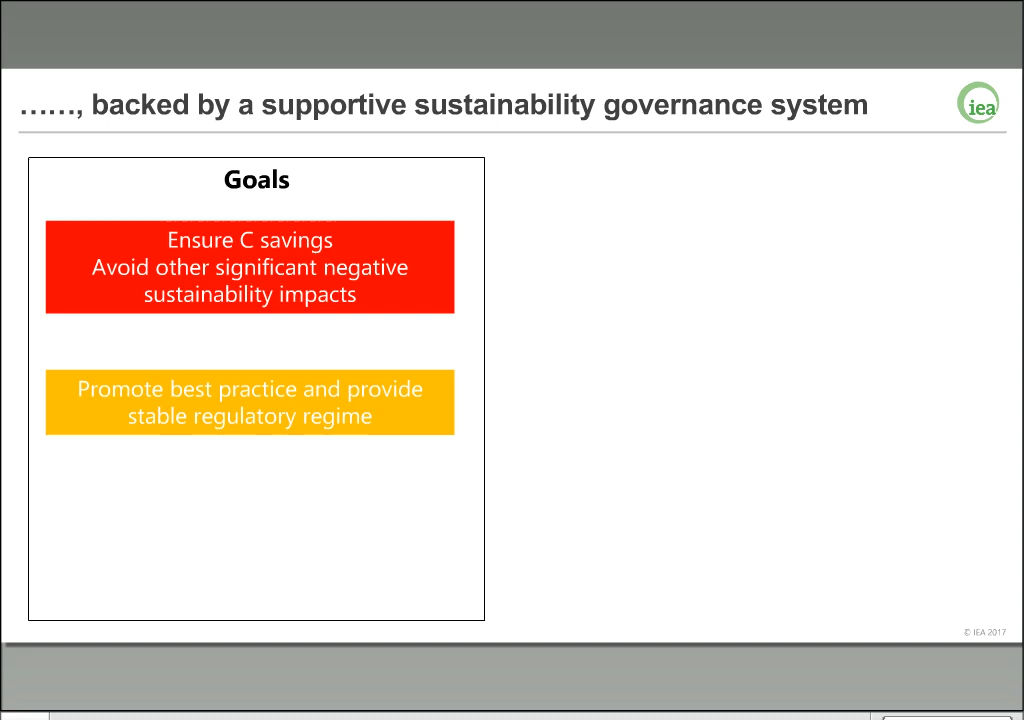 ……, backed by a supportive sustainability governance system
iea
Goals
Ensure C savings
Avoid other significant negative
sustainability impacts
Promote best practice and provide
stable regulatory regime
© IEA 2017